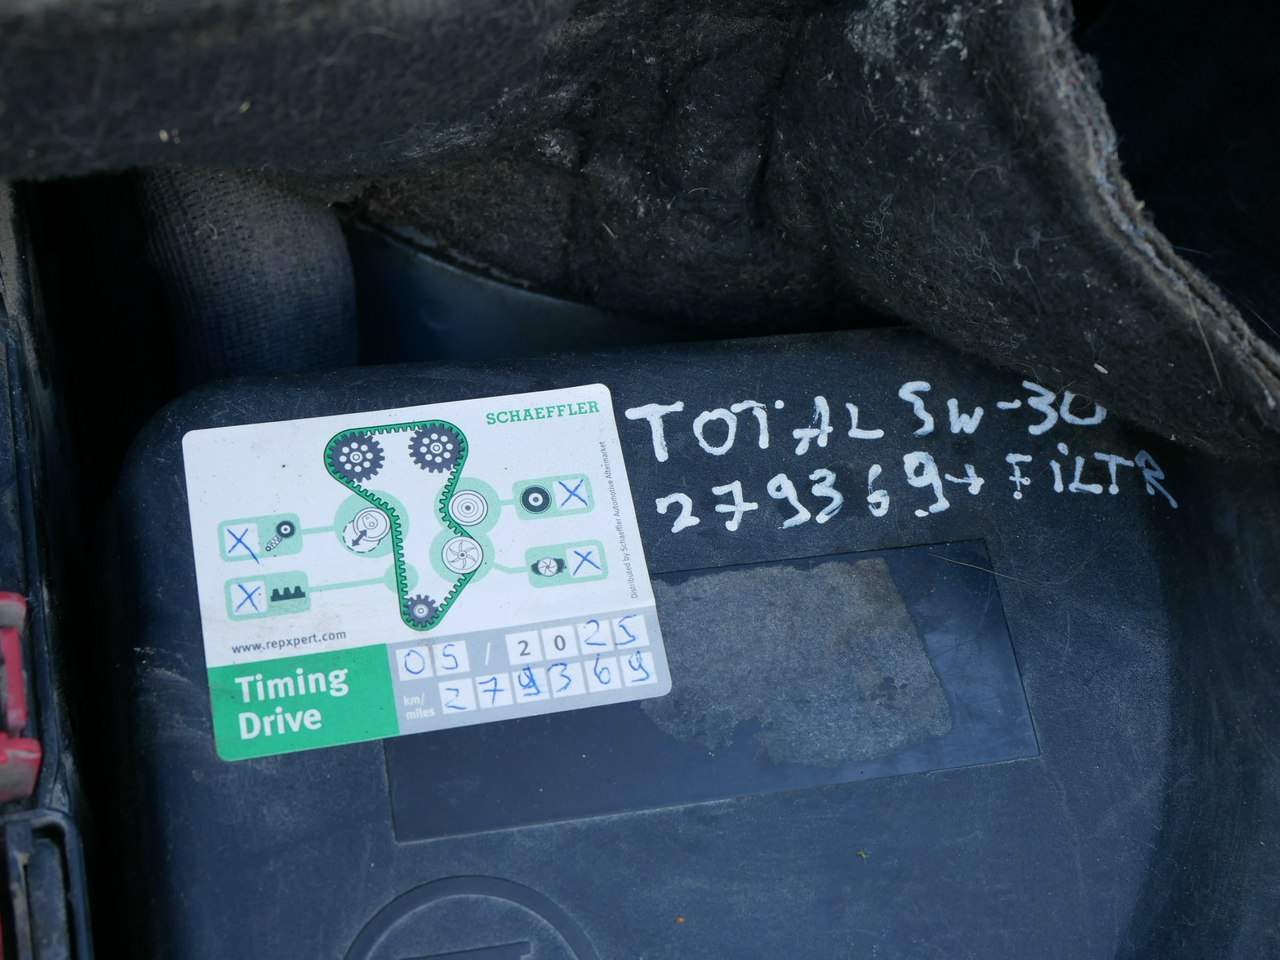 SCHAEFFLER
Distributed by Schaeffler Automotive Aftermarket
www.repxpert.com
Timing
Drive
05 / 2025
km/
miles
279369
TOTAL 5W-30
279369+ FiLTR